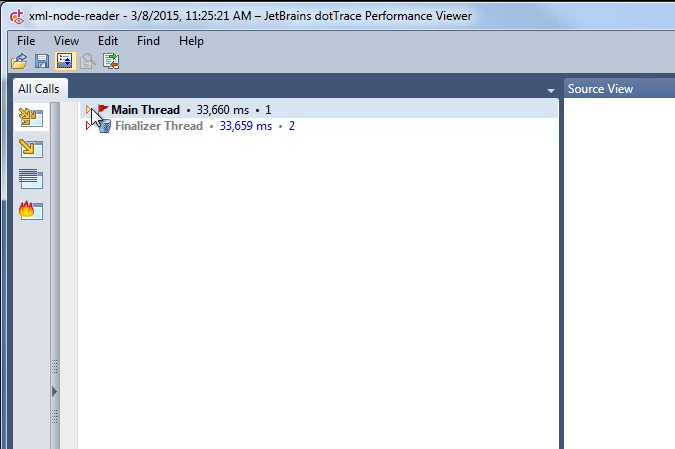 xml-node-reader - 3/8/2015, 11:25:21 AM – JetBrains dotTrace Performance Viewer
File View Edit Find Help
All Calls
Source View
Main Thread • 33,660 ms • 1
Finalizer Thread • 33,659 ms • 2